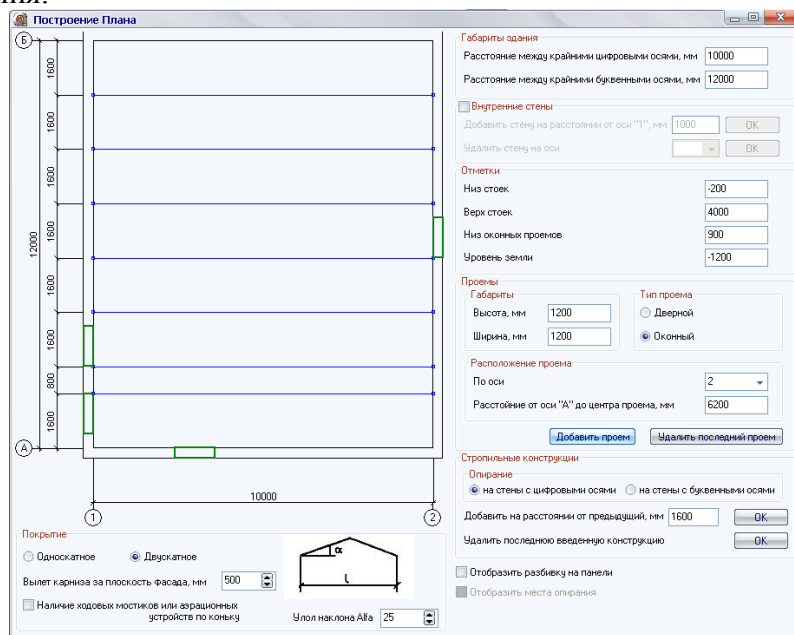 ния.
Построение Плана
Б
1600
1600
1600
1600
1600
1600
800
1600
12000
А
10000
1
2
Габариты здания
Расстояние между крайними цифровыми осями, мм 10000
Расстояние между крайними буквенными осями, мм 12000
Внутренние стены
Добавить стену на расстоянии от оси "1", мм 1000 OK
Удалить стену на оси OK
Отметки
Низ стоек -200
Верх стоек 4000
Низ оконных проемов 900
Уровень земли -1200
Проемы
Габариты
Высота, мм 1200
Ширина, мм 1200
Тип проема
Дверной
Оконный
Расположение проема
По оси 2
Расстойние от оси "А" до центра проема, мм 6200
Добавить проем Удалить последний проем
Стропильные конструкции
Опирание
на стены с цифровыми осями на стены с буквенными осями
Добавить на расстоянии от предыдущий, мм 1600 OK
Удалить последнюю введенную конструкцию OK
Отобразить разбивку на панели
Отобразить места опирания
Покрытие
Односкатное Двускатное
Вылет карниза за плоскость фасада, мм 500
Наличие ходовых мостиков или аэрационных
устройств по коньку
α
L
Улол наклона Alfa 25